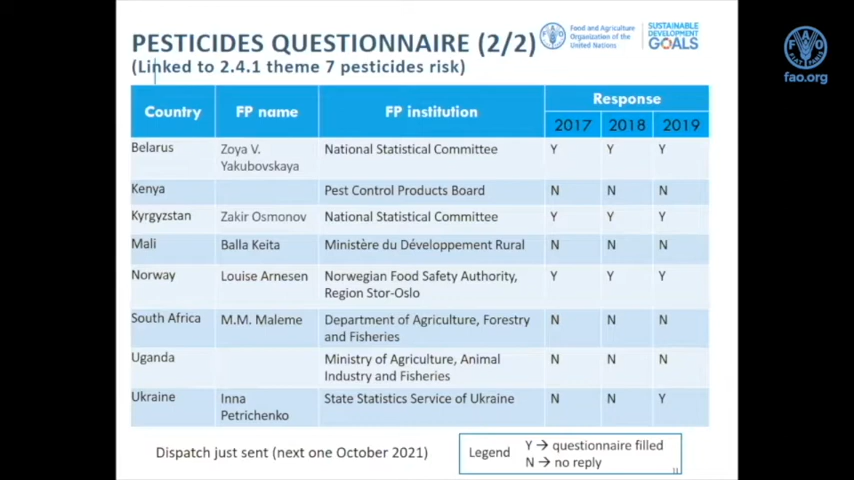 PESTICIDES QUESTIONNAIRE (2/2)
(Linked to 2.4.1 theme 7 pesticides risk)
Food and Agriculture
Organization of the
United Nations
SUSTAINABLE
DEVELOPMENT
GOALS
FAO
FIAT PANIS
fao.org
Country FP name FP institution Response
2017 2018 2019
Belarus Zoya V. National Statistical Committee Y Y Y
Yakubovskaya
Kenya Pest Control Products Board N N N
Kyrgyzstan Zakir Osmonov National Statistical Committee Y Y Y
Mali Balla Keita Ministère du Développement Rural N N N
Norway Louise Arnesen Norwegian Food Safety Authority, Y Y Y
Region Stor-Oslo
South Africa M.M. Maleme Department of Agriculture, Forestry N N N
and Fisheries
Uganda Ministry of Agriculture, Animal N N N
Industry and Fisheries
Ukraine Inna State Statistics Service of Ukraine N N Y
Petrichenko
Dispatch just sent (next one October 2021)
Legend Y → questionnaire filled
N → no reply
11